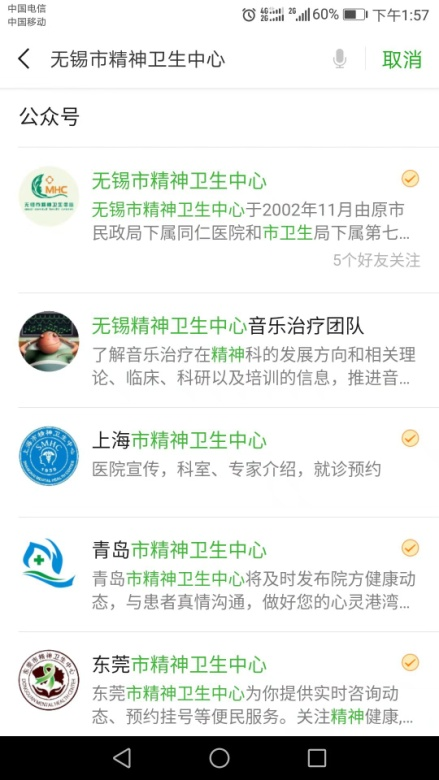 中国电信
中国移动
60%
下午1:57
无锡市精神卫生中心
取消
公众号
MHC
无锡市精神卫生中心
无锡市精神卫生中心于2002年11月由原市
民政局下属同仁医院和市卫生局下属第七...
5个好友关注
无锡精神卫生中心音乐治疗团队
了解音乐治疗在精神科的发展方向和相关理
论、临床、科研以及培训的信息，推进音...
上海市精神卫生中心
医院宣传，科室、专家介绍，就诊预约
青岛市精神卫生中心
青岛市精神卫生中心将及时发布院方健康动
态，与患者真情沟通，做好您的心灵港湾...
东莞市精神卫生中心
东莞市精神卫生中心为你提供实时咨询动
态、预约挂号等便民服务。关注精神健康,...